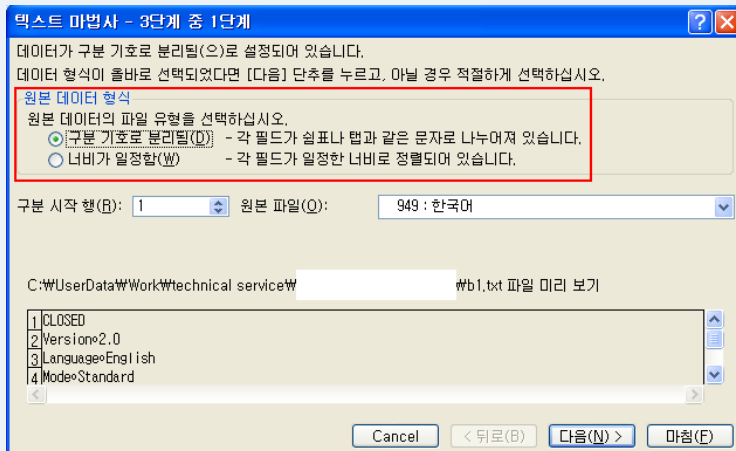 텍스트 마법사 - 3단계 중 1단계
데이터가 구분 기호로 분리됨(으)로 설정되어 있습니다.
데이터 형식이 올바로 선택되었다면 [다음] 단추를 누르고, 아닐 경우 적절하게 선택하십시오.
원본 데이터 형식
원본 데이터의 파일 유형을 선택하십시오.
구분 기호로 분리됨(D) - 각 필드가 쉼표나 탭과 같은 문자로 나누어져 있습니다.
너비가 일정함(W) - 각 필드가 일정한 너비로 정렬되어 있습니다.
구분 시작 행(R): 1 원본 파일(O): 949 : 한국어
C:₩UserData₩Work₩technical service₩ ₩b1.txt 파일 미리 보기
1 CLOSED
2 Version∘2.0
3 Language∘English
4 Mode∘Standard
Cancel < 뒤로(B) 다음(N) > 마침(F)